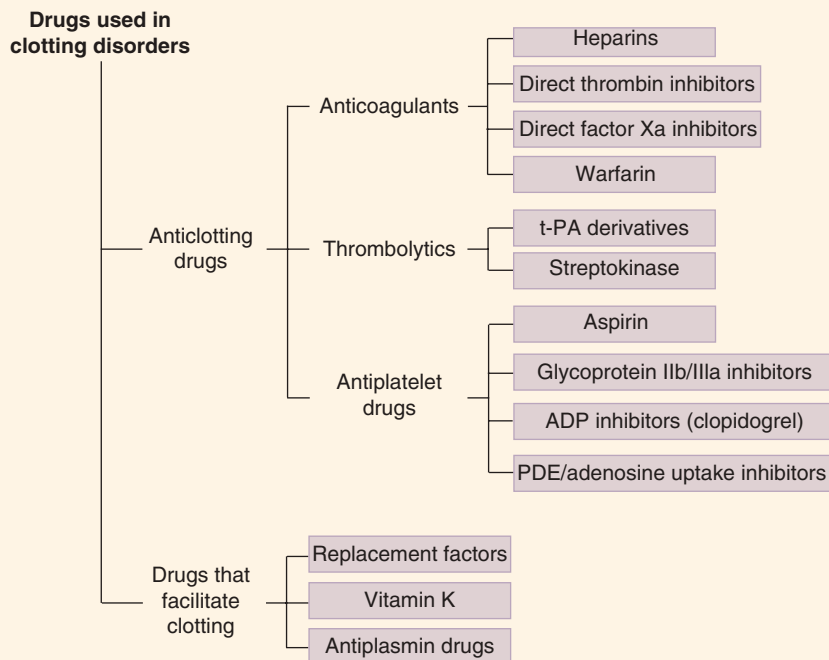 Drugs used in
clotting disorders
Anticlotting
drugs
Anticoagulants
Heparins
Direct thrombin inhibitors
Direct factor Xa inhibitors
Warfarin
Thrombolytics
t-PA derivatives
Streptokinase
Antiplatelet
drugs
Aspirin
Glycoprotein IIb/IIIa inhibitors
ADP inhibitors (clopidogrel)
PDE/adenosine uptake inhibitors
Drugs that
facilitate
clotting
Replacement factors
Vitamin K
Antiplasmin drugs